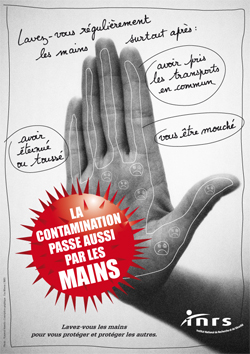 Lavez-vous régulièrement
les mains surtout après :
avoir pris
les transports
en commun
avoir
éternué
ou toussé
vous être mouché
LA
CONTAMINATION
PASSE AUSSI
PAR LES
MAINS
inrs
Lavez-vous les mains
pour vous protéger et protéger les autres.